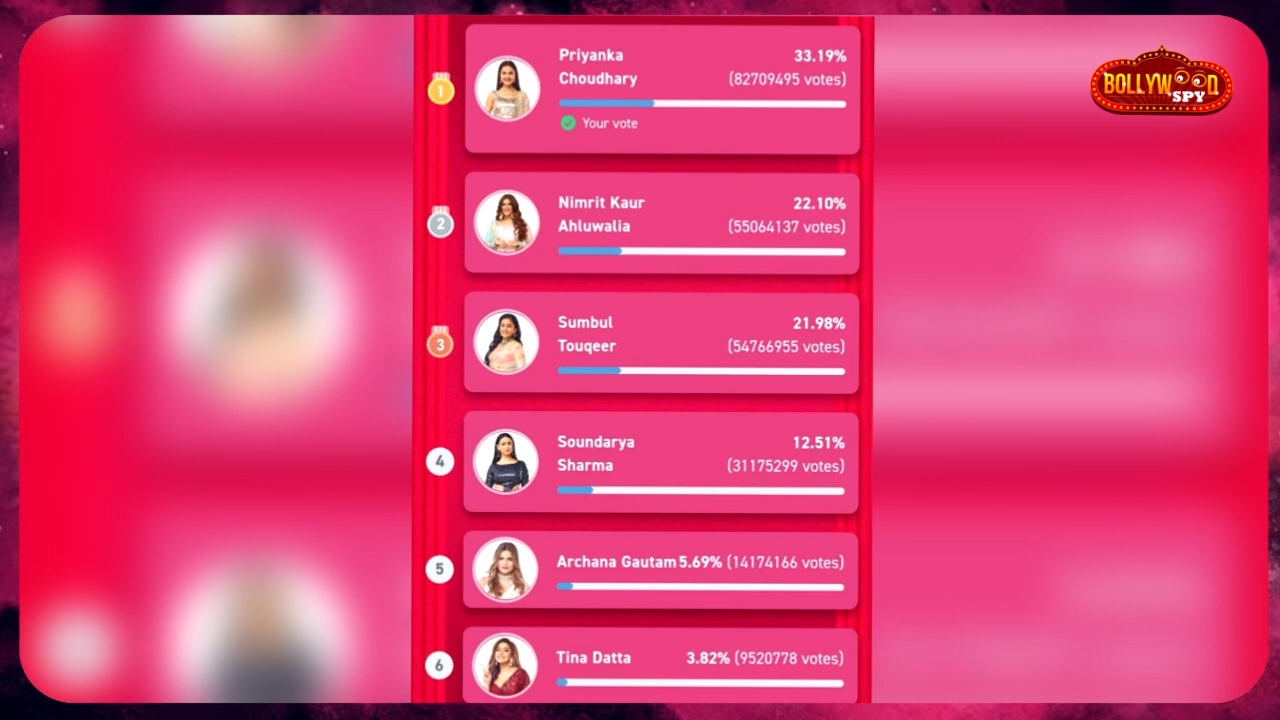 BOLLYWOOD
SPY
1
Priyanka
Choudhary
33.19%
(82709495 votes)
Your vote
2
Nimrit Kaur
Ahluwalia
22.10%
(55064137 votes)
3
Sumbul
Touqeer
21.98%
(54766955 votes)
4
Soundarya
Sharma
12.51%
(31175299 votes)
5
Archana Gautam 5.69% (14174166 votes)
6
Tina Datta 3.82% (9520778 votes)